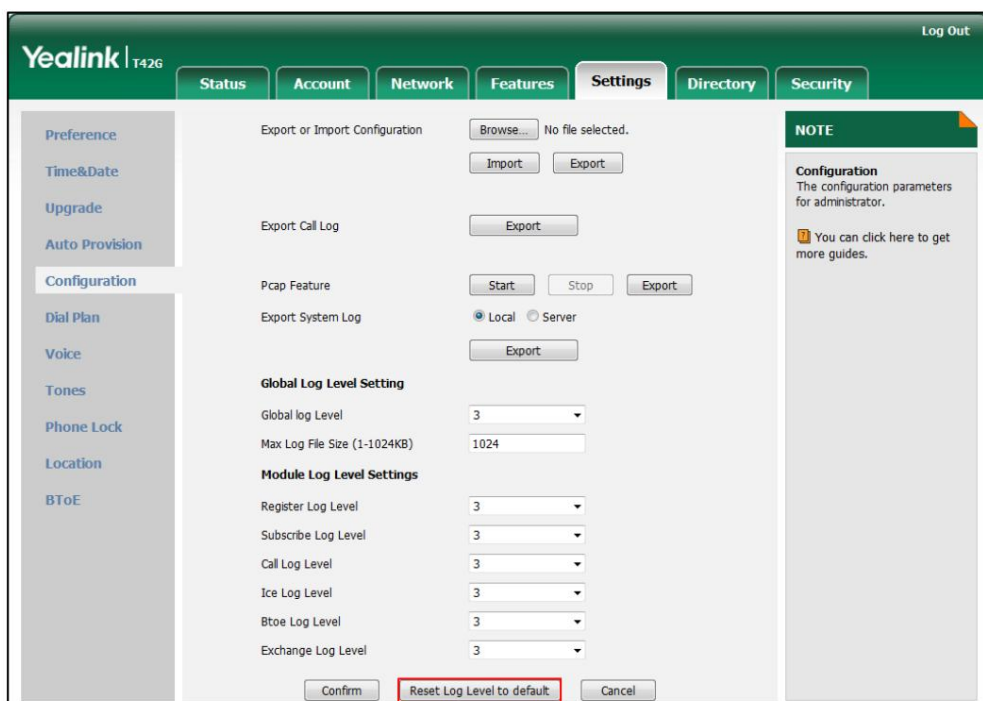 Log Out
Yealink | T42G
Status Account Network Features Settings Directory Security
Preference
Time&Date
Upgrade
Auto Provision
Configuration
Dial Plan
Voice
Tones
Phone Lock
Location
BToE
Export or Import Configuration Browse... No file selected.
Import Export
Export Call Log Export
Pcap Feature Start Stop Export
Export System Log Local Server
Export
Global Log Level Setting
Global log Level 3
Max Log File Size (1-1024KB) 1024
Module Log Level Settings
Register Log Level 3
Subscribe Log Level 3
Call Log Level 3
Ice Log Level 3
Btoe Log Level 3
Exchange Log Level 3
Confirm Reset Log Level to default Cancel
NOTE
Configuration
The configuration parameters
for administrator.
? You can click here to get
more guides.